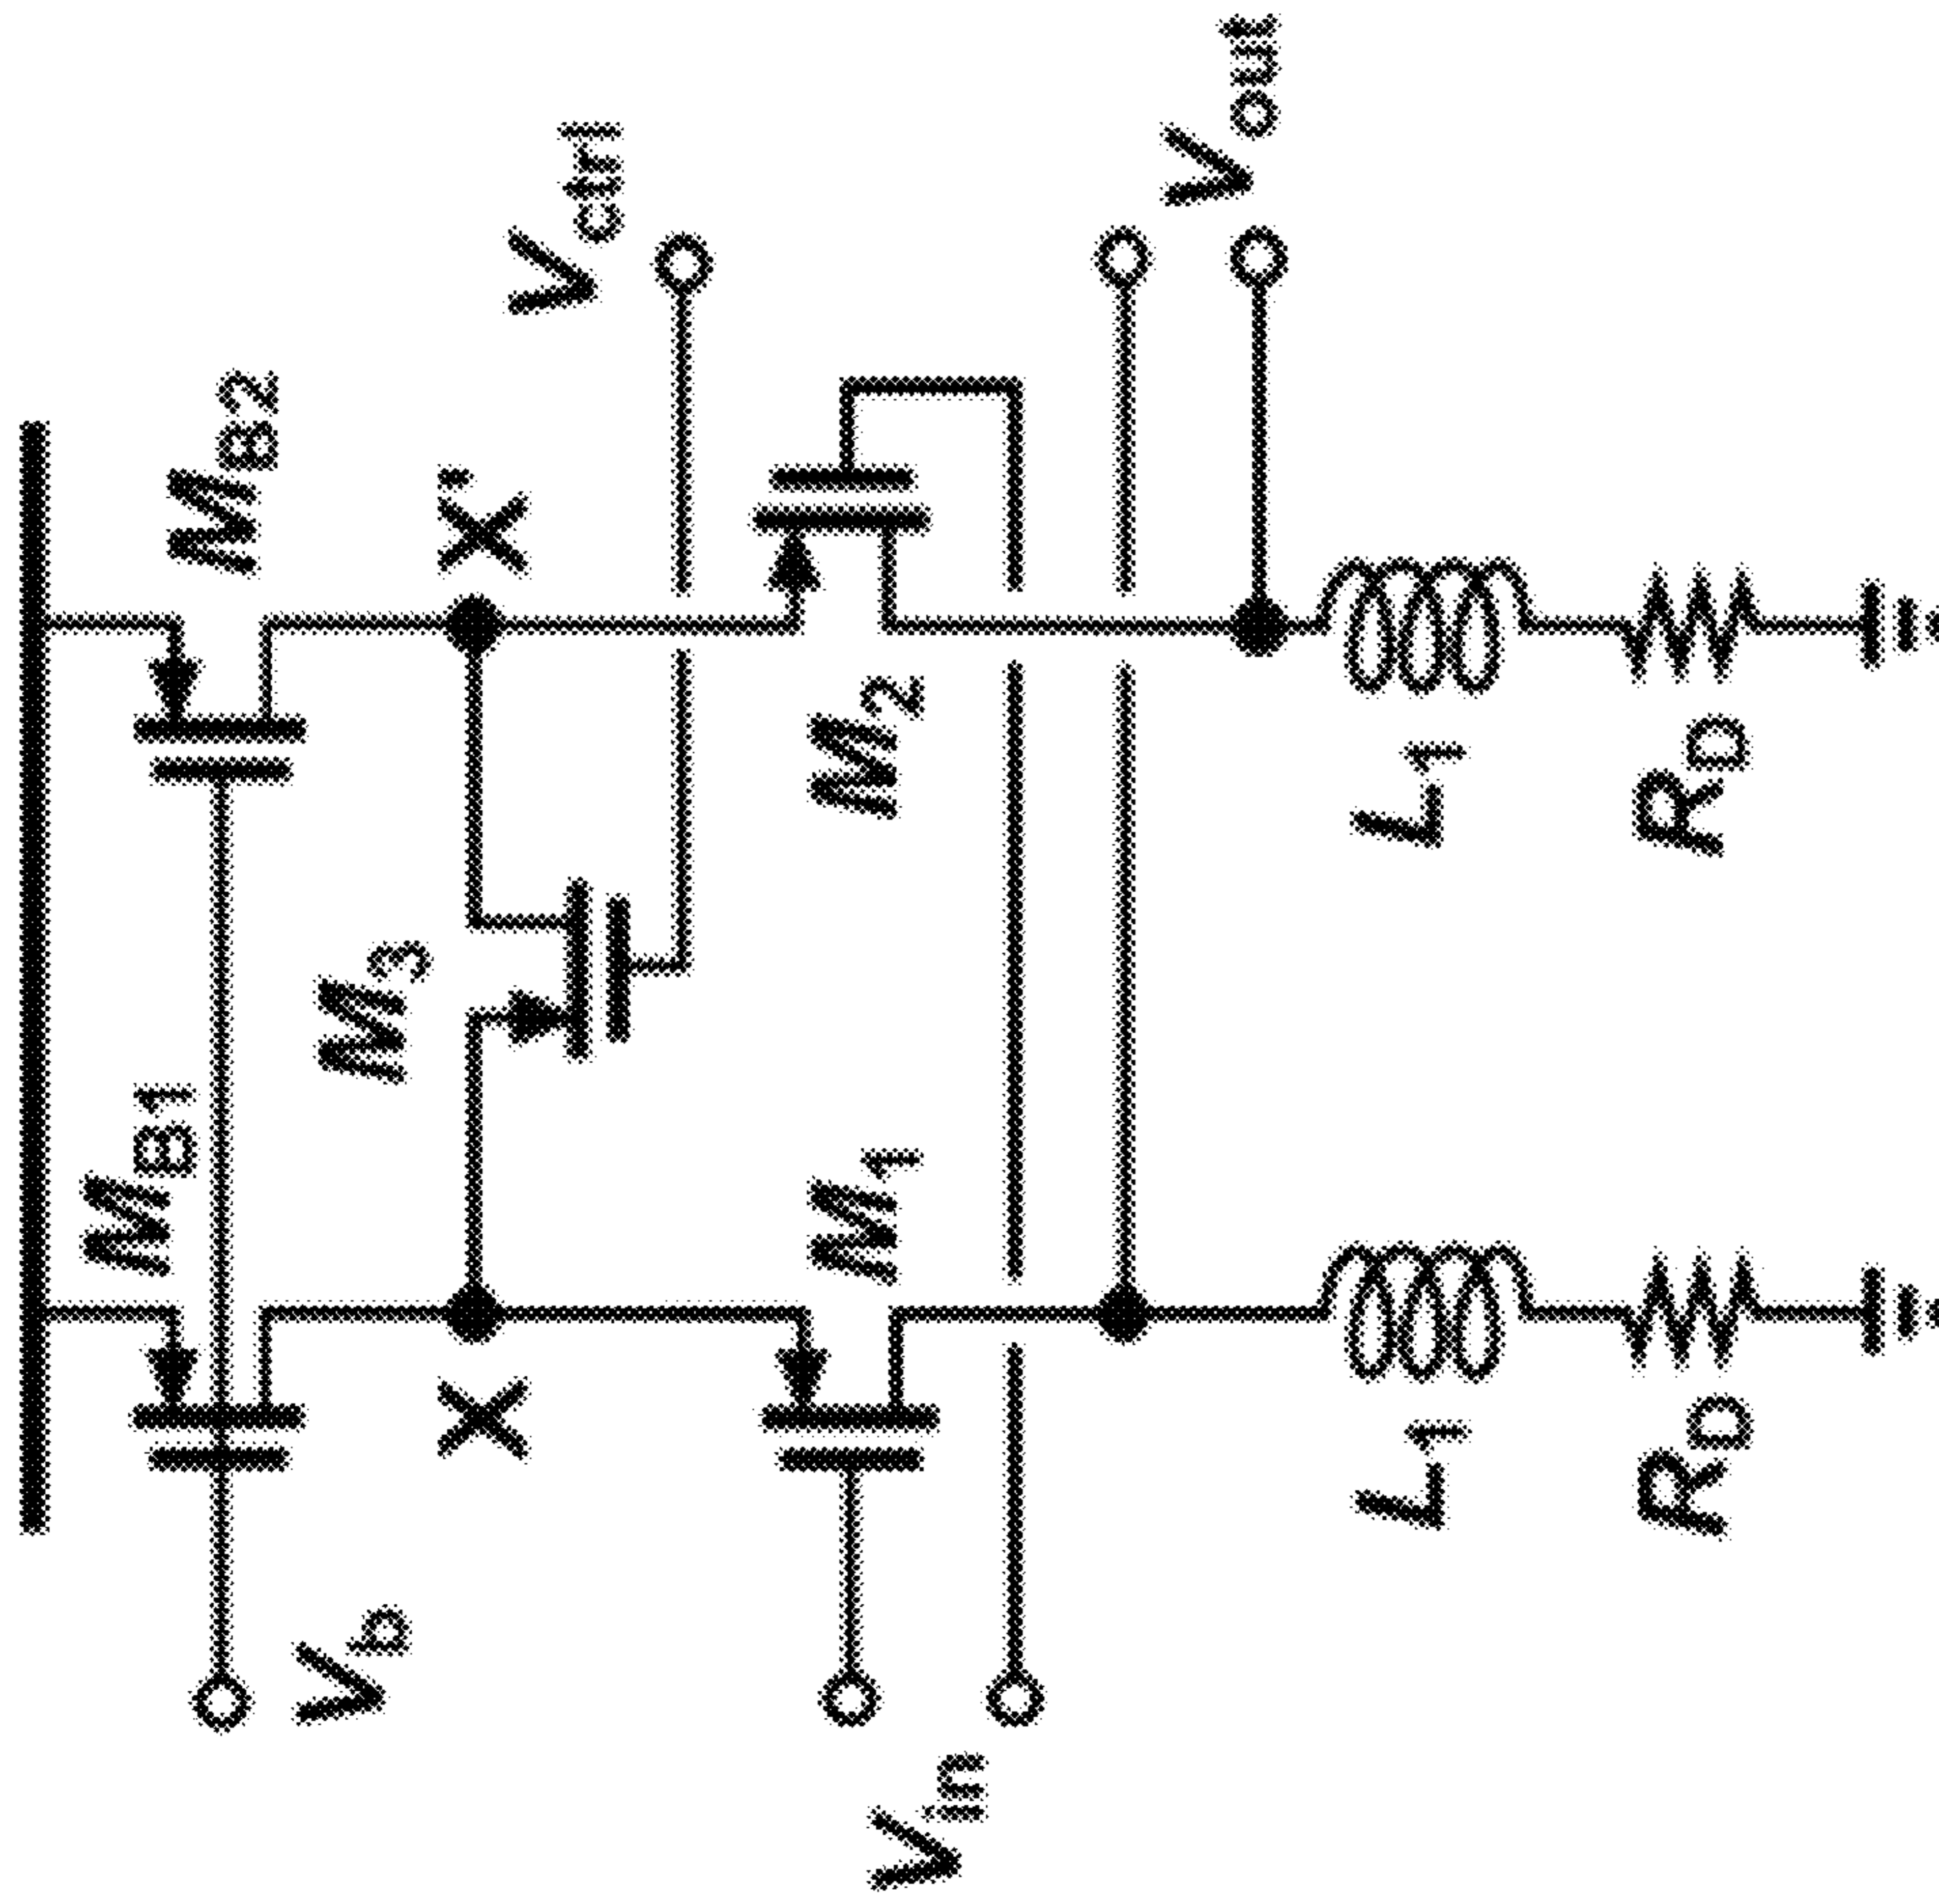 M_B1
M_B2
V_b
M_3
X
X'
V_ctrl
M_1
M_2
V_in
V_out
L_1
L_1
R_D
R_D